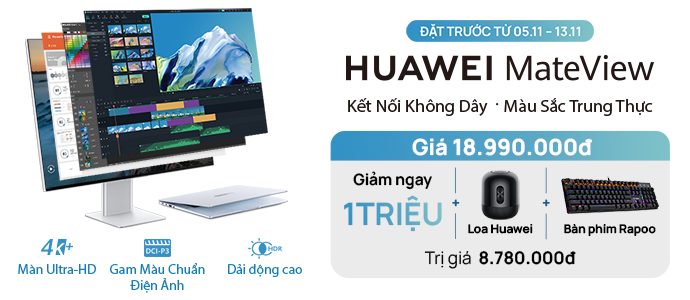 ĐẶT TRƯỚC TỪ 05.11 – 13.11
HUAWEI MateView
Kết Nối Không Dây · Màu Sắc Trung Thực
Giá 18.990.000đ
Giảm ngay
1TRIỆU
+
Loa Huawei
+
Bàn phím Rapoo
Trị giá 8.780.000đ
4K+
Màn Ultra-HD
DCI-P3
Gam Màu Chuẩn
Điện Ảnh
HDR
Dải dộng cao